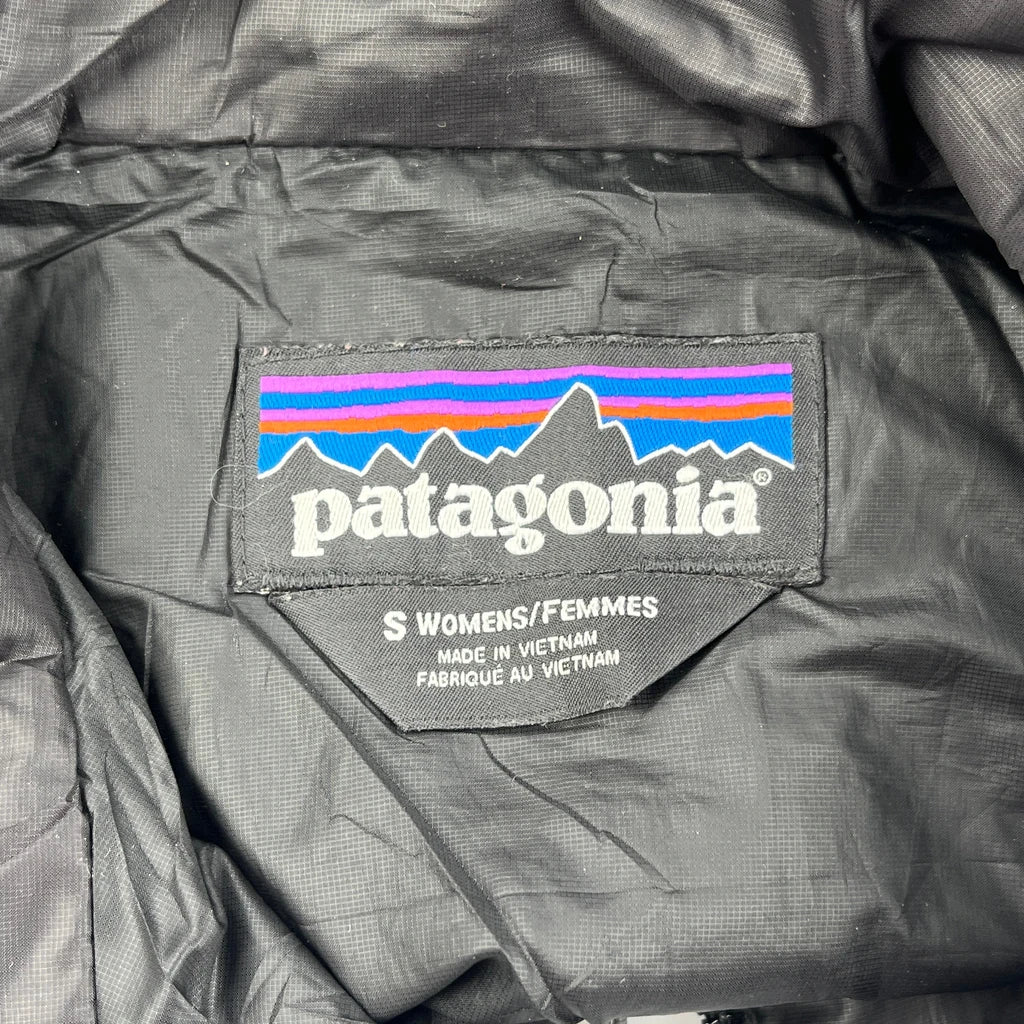 patagonia®
S WOMENS/FEMMES
MADE IN VIETNAM
FABRIQUÉ AU VIETNAM